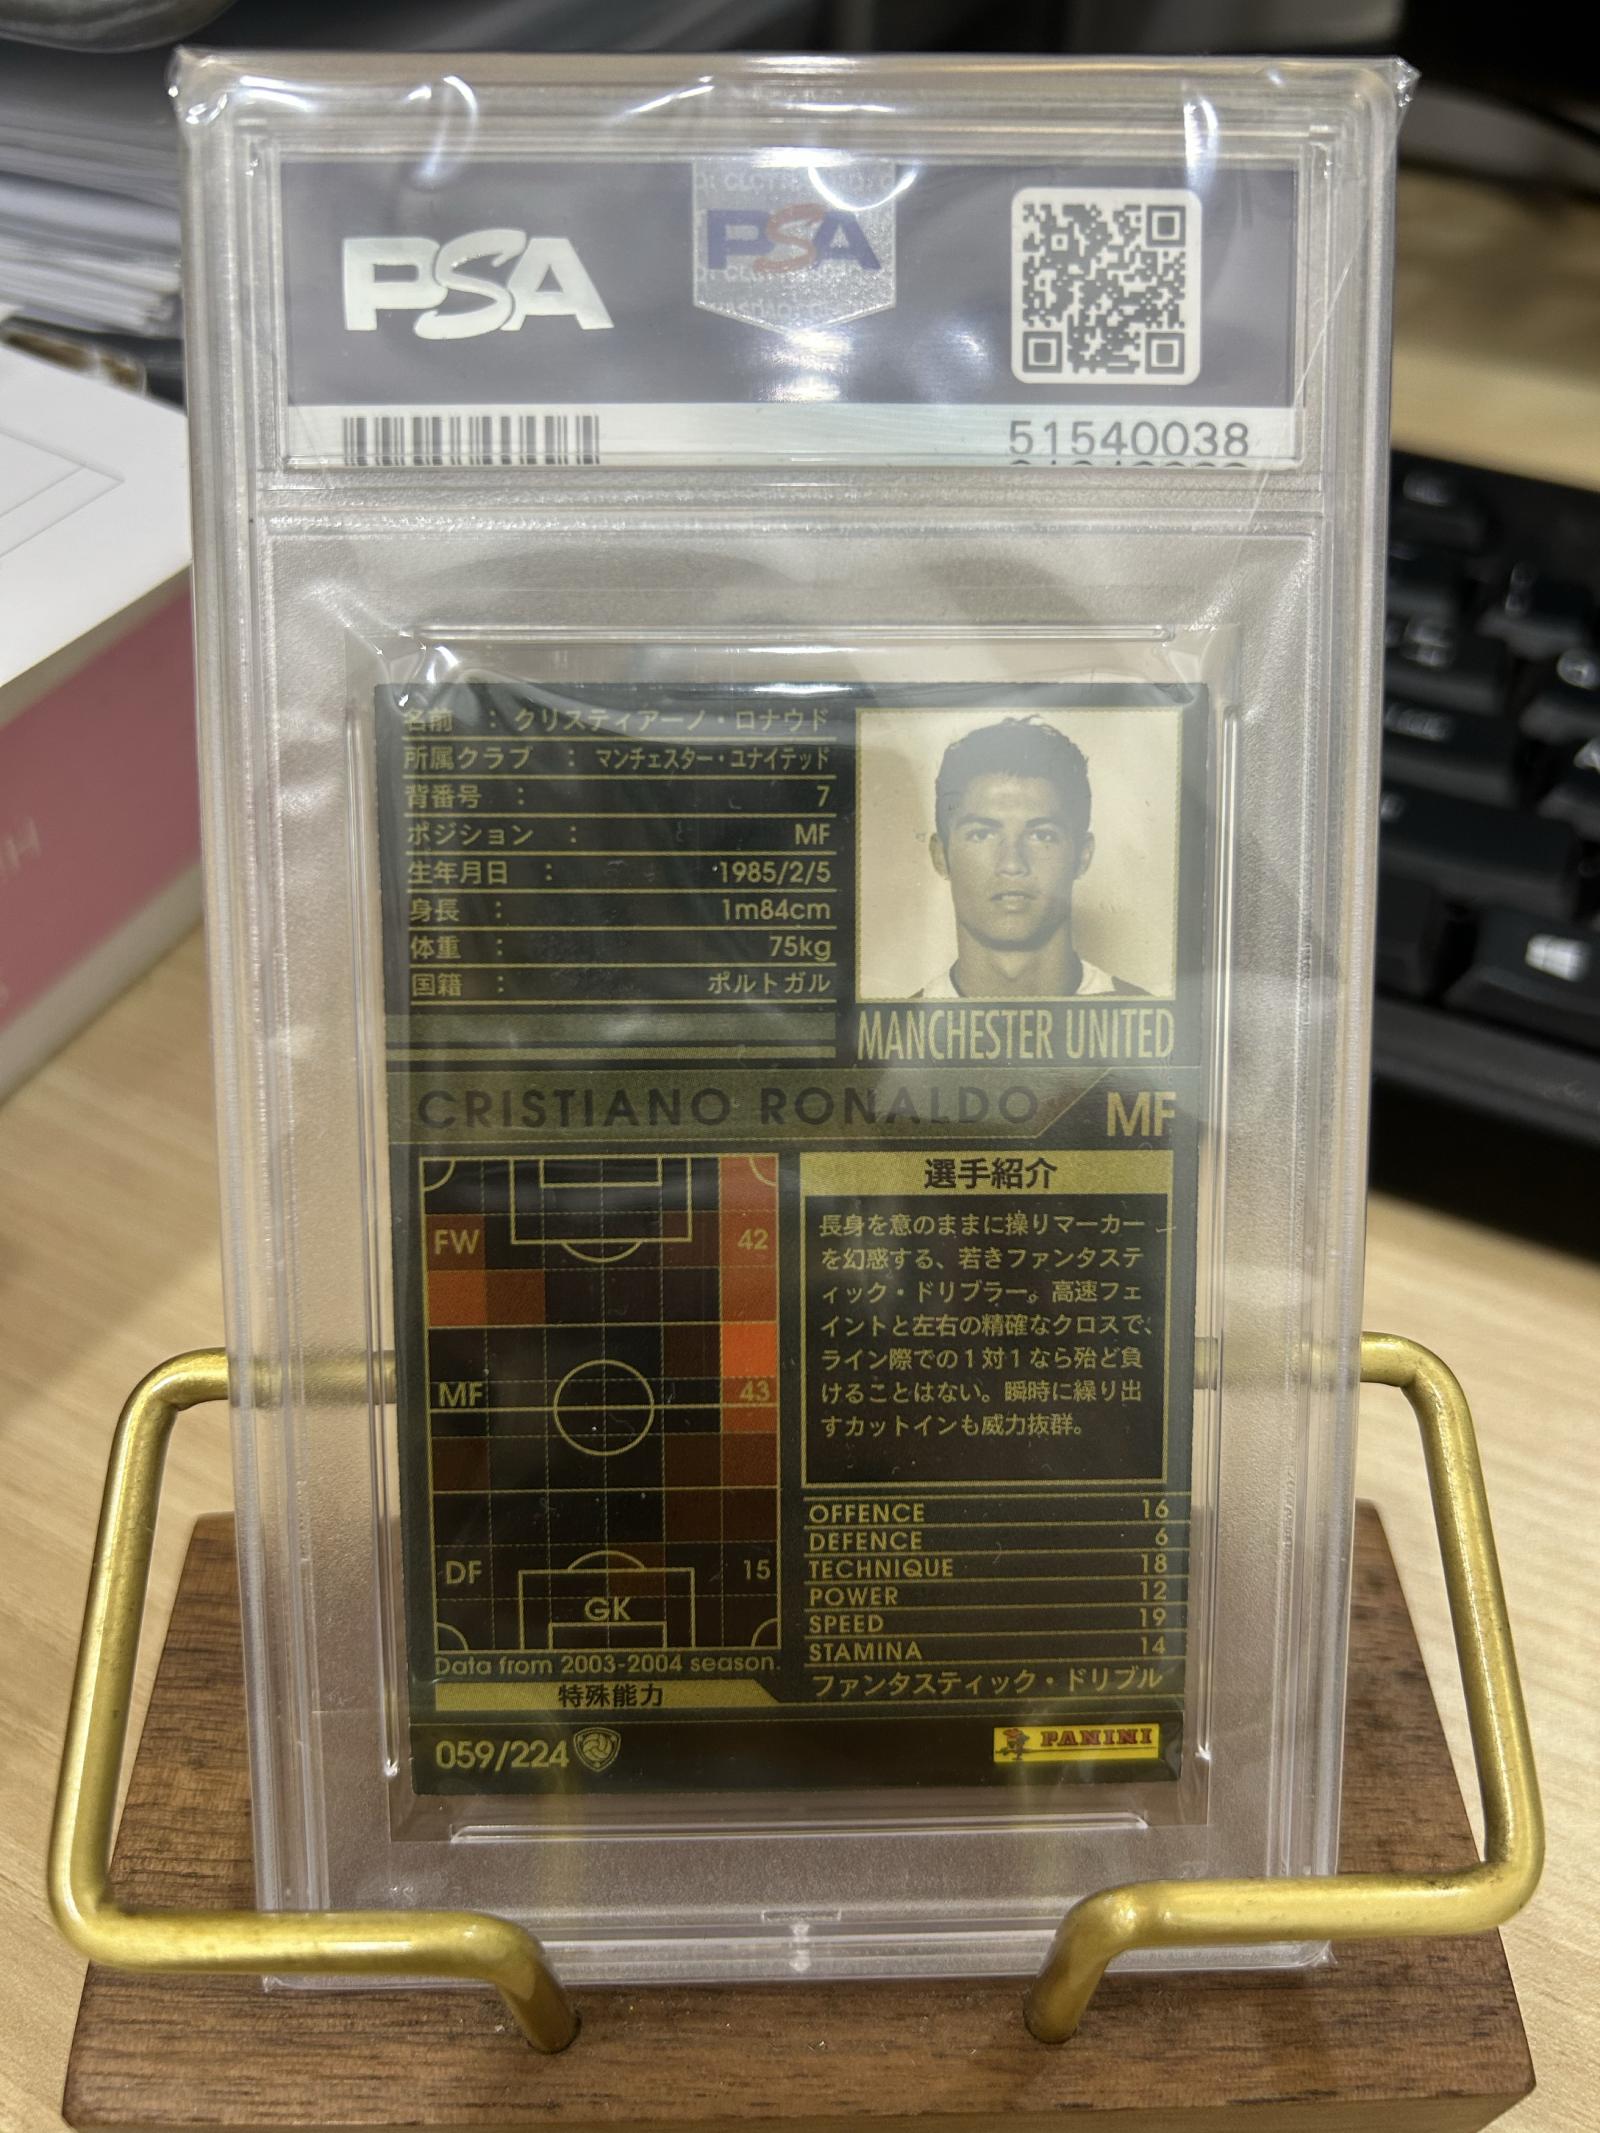 PSA
PSA
51540038
名前 : クリスティアーノ・ロナウド
所属クラブ : マンチェスター・ユナイテッド
背番号 : 7
ポジション : MF
生年月日 : 1985/2/5
身長 : 1m84cm
体重 : 75kg
国籍 : ポルトガル
MANCHESTER UNITED
CRISTIANO RONALDO MF
FW 42
MF 43
DF 15
GK
Data from 2003-2004 season.
選手紹介
長身を意のままに操りマーカー
を幻惑する、若きファンタステ
ィック・ドリブラー。高速フェ
イントと左右の精確なクロスで、
ライン際での1対1なら殆ど負
けることはない。瞬時に繰り出
すカットインも威力抜群。
OFFENCE 16
DEFENCE 6
TECHNIQUE 18
POWER 12
SPEED 19
STAMINA 14
特殊能力 ファンタスティック・ドリブル
059/224
PANINI